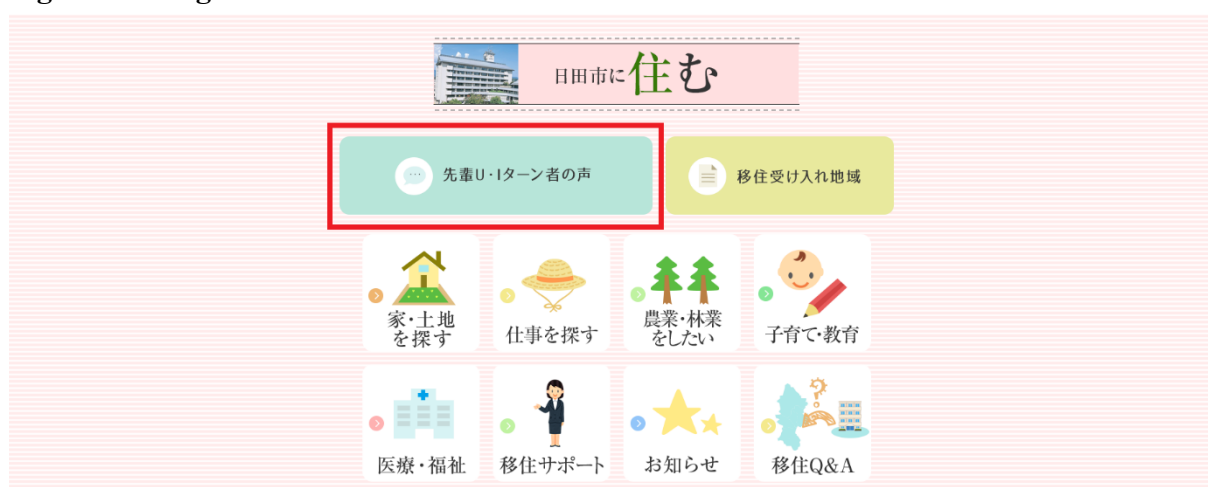 日田市に住む
先輩U・Iターン者の声
移住受け入れ地域
家・土地
を探す
仕事を探す
農業・林業
をしたい
子育て・教育
医療・福祉
移住サポート
お知らせ
移住Q&A